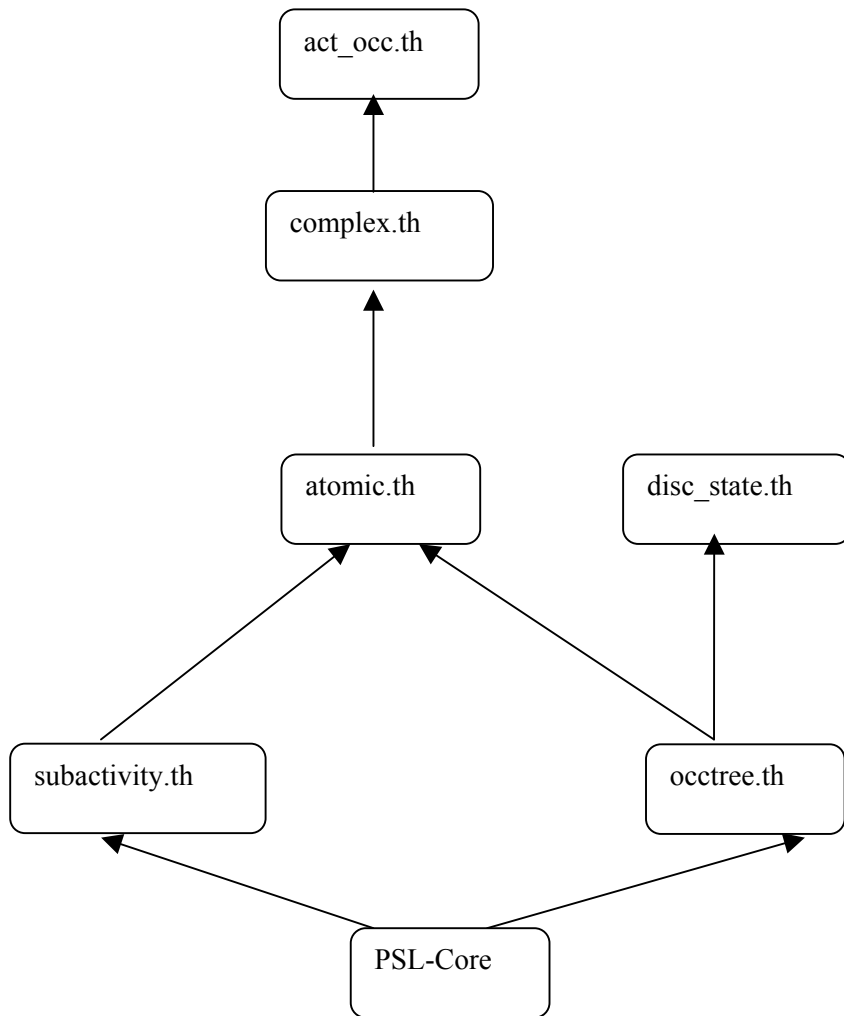 act_occ.th
complex.th
atomic.th
disc_state.th
subactivity.th
occtree.th
PSL-Core